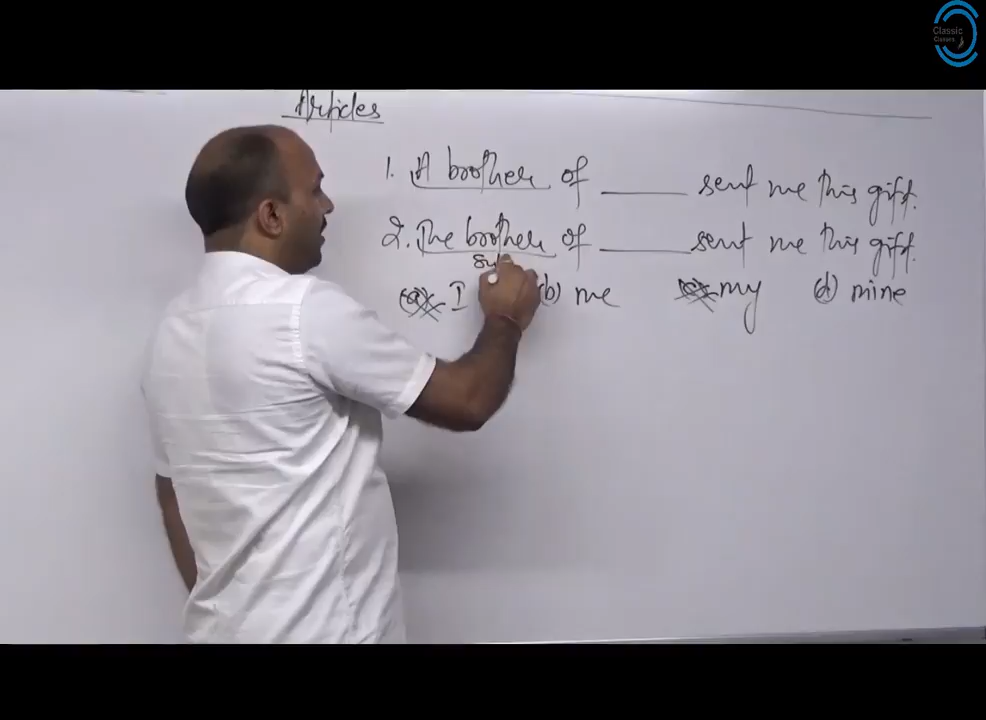 Classic
Classes
Articles
1. A brother of ______ sent me this gift.
2. The brother of ______ sent me this gift.
(a) I (b) me (c) my (d) mine